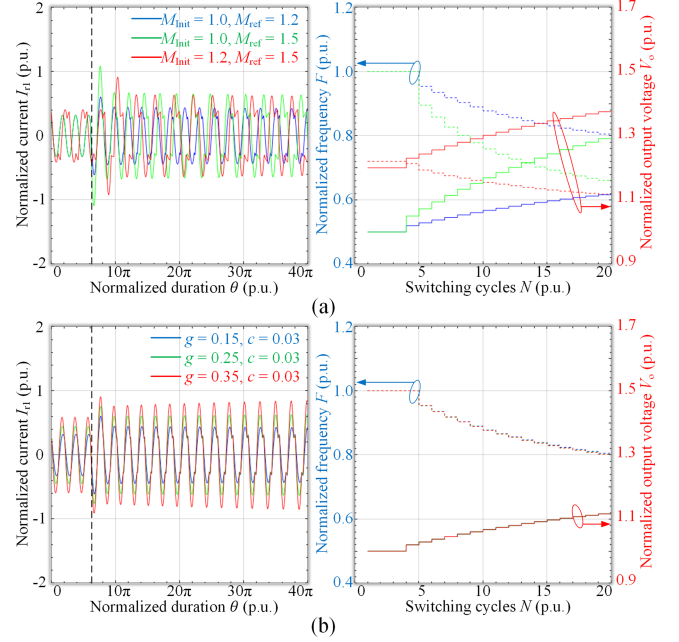 M_Init = 1.0, M_ref = 1.2
M_Init = 1.0, M_ref = 1.5
M_Init = 1.2, M_ref = 1.5
Normalized current I_r1 (p.u.)
2
1
0
-1
-2
0
10π
20π
30π
40π
Normalized duration θ (p.u.)
Normalized frequency F (p.u.)
1.2
1.0
0.8
0.6
0.4
5
10
15
20
Switching cycles N (p.u.)
1.7
1.5
1.3
1.1
0.9
Normalized output voltage V_o (p.u.)
(a)
g = 0.15, c = 0.03
g = 0.25, c = 0.03
g = 0.35, c = 0.03
Normalized current I_r1 (p.u.)
2
1
0
-1
-2
0
10π
20π
30π
40π
Normalized duration θ (p.u.)
Normalized frequency F (p.u.)
1.2
1.0
0.8
0.6
0.4
5
10
15
20
Switching cycles N (p.u.)
1.7
1.5
1.3
1.1
0.9
Normalized output voltage V_o (p.u.)
(b)